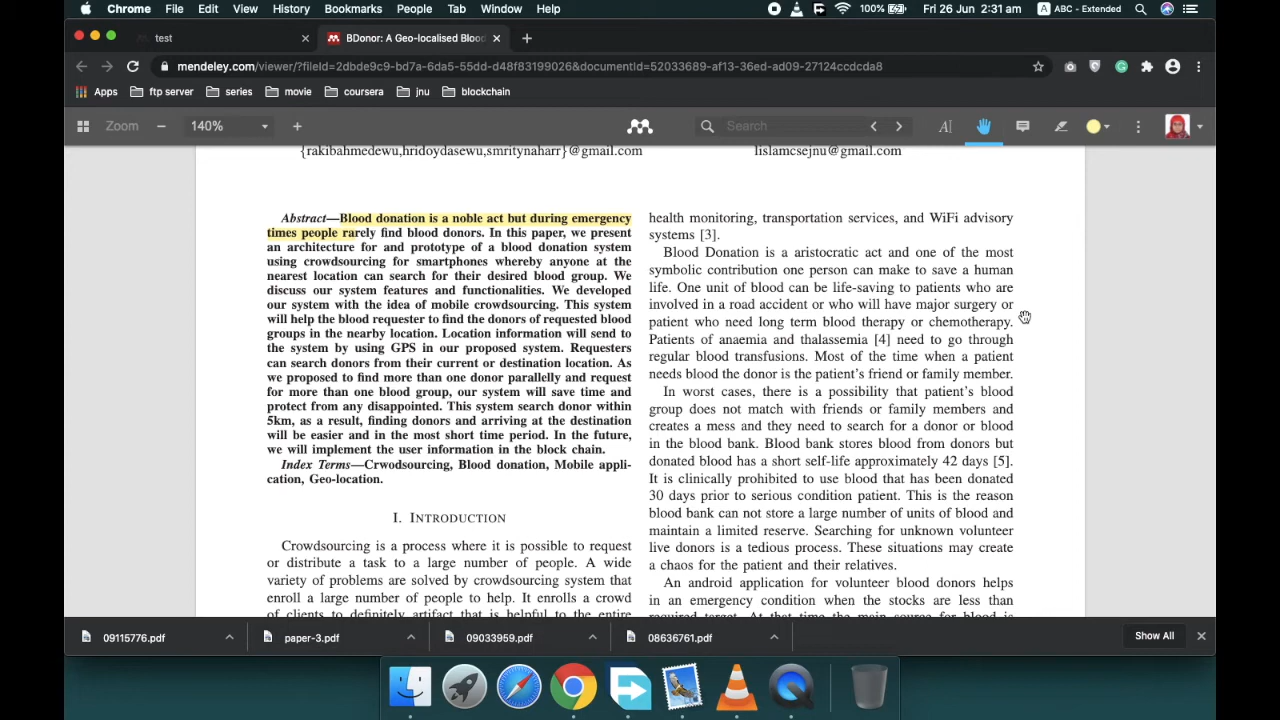 Chrome File Edit View History Bookmarks People Tab Window Help 100% Fri 26 Jun 2:31 am A ABC - Extended
test
BDonor: A Geo-localised Blood
mendeley.com/viewer/?fileId=2dbde9c9-bd7a-6da5-55dd-d48f83199026&documentId=52033689-af13-36ed-ad09-27124ccdcda8
Apps ftp server series movie coursera jnu blockchain
Zoom 140% Search
{rakibahmedewu,hridoydasewu,smritynaharr}@gmail.com
lislamcsejnu@gmail.com
Abstract—Blood donation is a noble act but during emergency
times people rarely find blood donors. In this paper, we present
an architecture for and prototype of a blood donation system
using crowdsourcing for smartphones whereby anyone at the
nearest location can search for their desired blood group. We
discuss our system features and functionalities. We developed
our system with the idea of mobile crowdsourcing. This system
will help the blood requester to find the donors of requested blood
groups in the nearby location. Location information will send to
the system by using GPS in our proposed system. Requesters
can search donors from their current or destination location. As
we proposed to find more than one donor parallelly and request
for more than one blood group, our system will save time and
protect from any disappointed. This system search donor within
5km, as a result, finding donors and arriving at the destination
will be easier and in the most short time period. In the future,
we will implement the user information in the block chain.
Index Terms—Crwodsourcing, Blood donation, Mobile appli-
cation, Geo-location.
I. INTRODUCTION
Crowdsourcing is a process where it is possible to request
or distribute a task to a large number of people. A wide
variety of problems are solved by crowdsourcing system that
enroll a large number of people to help. It enrolls a crowd
of clients to definitely artifact that is helpful to the entire
health monitoring, transportation services, and WiFi advisory
systems [3].
Blood Donation is a aristocratic act and one of the most
symbolic contribution one person can make to save a human
life. One unit of blood can be life-saving to patients who are
involved in a road accident or who will have major surgery or
patient who need long term blood therapy or chemotherapy.
Patients of anaemia and thalassemia [4] need to go through
regular blood transfusions. Most of the time when a patient
needs blood the donor is the patient's friend or family member.
In worst cases, there is a possibility that patient's blood
group does not match with friends or family members and
creates a mess and they need to search for a donor or blood
in the blood bank. Blood bank stores blood from donors but
donated blood has a short self-life approximately 42 days [5].
It is clinically prohibited to use blood that has been donated
30 days prior to serious condition patient. This is the reason
blood bank can not store a large number of units of blood and
maintain a limited reserve. Searching for unknown volunteer
live donors is a tedious process. These situations may create
a chaos for the patient and their relatives.
An android application for volunteer blood donors helps
in an emergency condition when the stocks are less than
required target. At that time the main source for blood is
09115776.pdf paper-3.pdf 09033959.pdf 08636761.pdf Show All